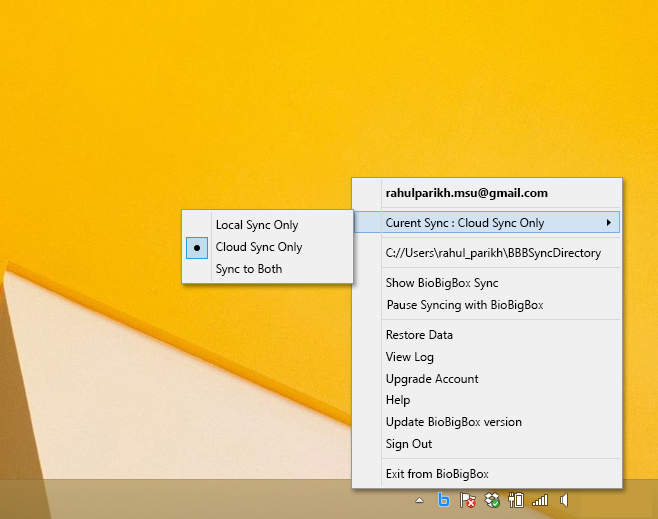 rahulparikh.msu@gmail.com
Curent Sync : Cloud Sync Only
Local Sync Only
Cloud Sync Only
Sync to Both
C://Users\rahul_parikh\BBBSyncDirectory
Show BioBigBox Sync
Pause Syncing with BioBigBox
Restore Data
View Log
Upgrade Account
Help
Update BioBigBox version
Sign Out
Exit from BioBigBox
b